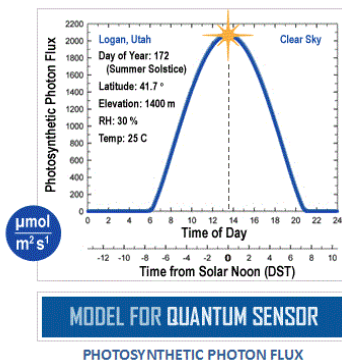 2200
2000
1800
1600
1400
1200
1000
800
600
400
200
0
Photosynthetic Photon Flux
Logan, Utah
Clear Sky
Day of Year: 172
(Summer Solstice)
Latitude: 41.7 °
Elevation: 1400 m
RH: 30 %
Temp: 25 C
0 2 4 6 8 10 12 14 16 18 20 22 24
Time of Day
µmol
m² s¹
-12 -10 -8 -6 -4 -2 0 2 4 6 8 10
Time from Solar Noon (DST)
MODEL FOR QUANTUM SENSOR
PHOTOSYNTHETIC PHOTON FLUX